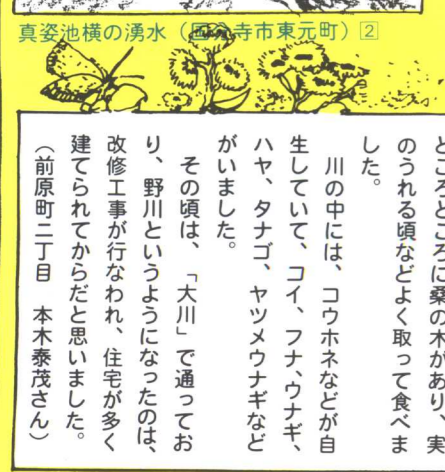 真姿池横の湧水（国分寺市東元町）②
ところどころに桑の木があり、実
のうれる頃などよく取って食べま
した。
川の中には、コウホネなどが自
生していて、コイ、フナ、ウナギ、
ハヤ、タナゴ、ヤツメウナギなど
がいました。
その頃は、「大川」で通ってお
り、野川というようになったのは、
改修工事が行なわれ、住宅が多く
建てられてからだと思いました。
（前原町二丁目　本木泰茂さん）